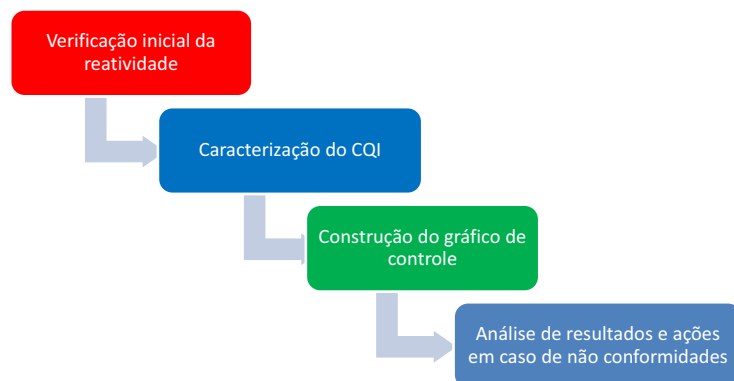 Verificação inicial da
reatividade
Caracterização do CQI
Construção do gráfico de
controle
Análise de resultados e ações
em caso de não conformidades